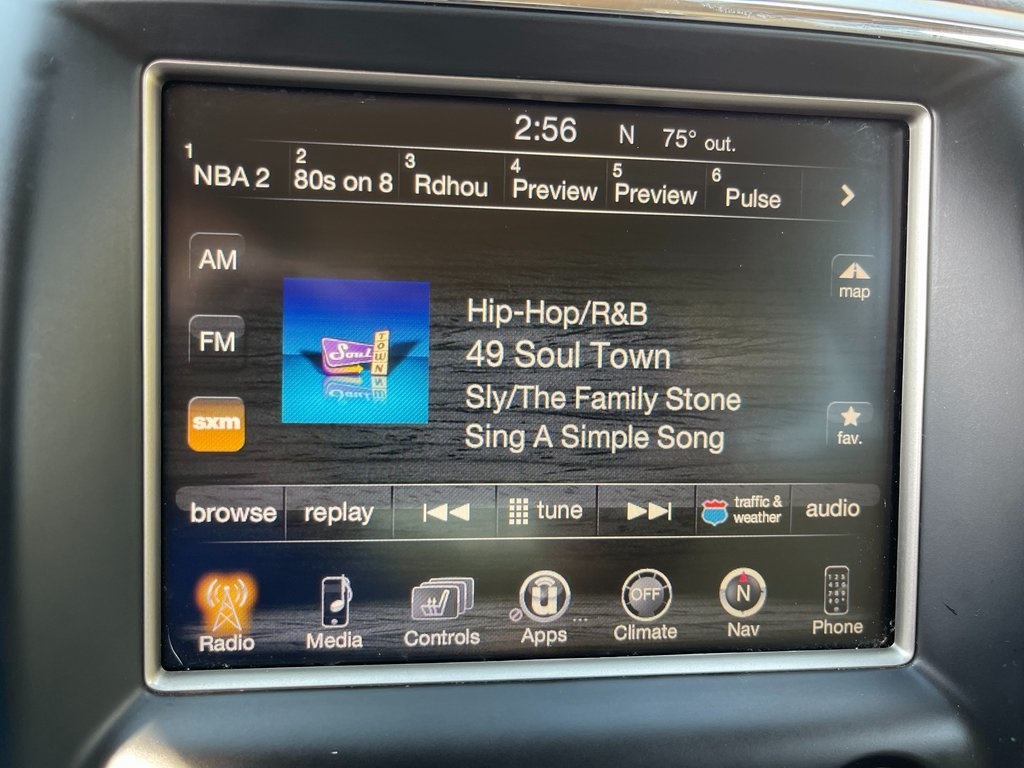 2:56 N 75° out.
1 NBA 2
2 80s on 8
3 Rdhou
4 Preview
5 Preview
6 Pulse
AM
FM
sxm
Soul TOWN
Hip-Hop/R&B
49 Soul Town
Sly/The Family Stone
Sing A Simple Song
map
fav.
browse
replay
tune
traffic &
weather
audio
OFF
N
Radio
Media
Controls
Apps
...
Climate
Nav
Phone